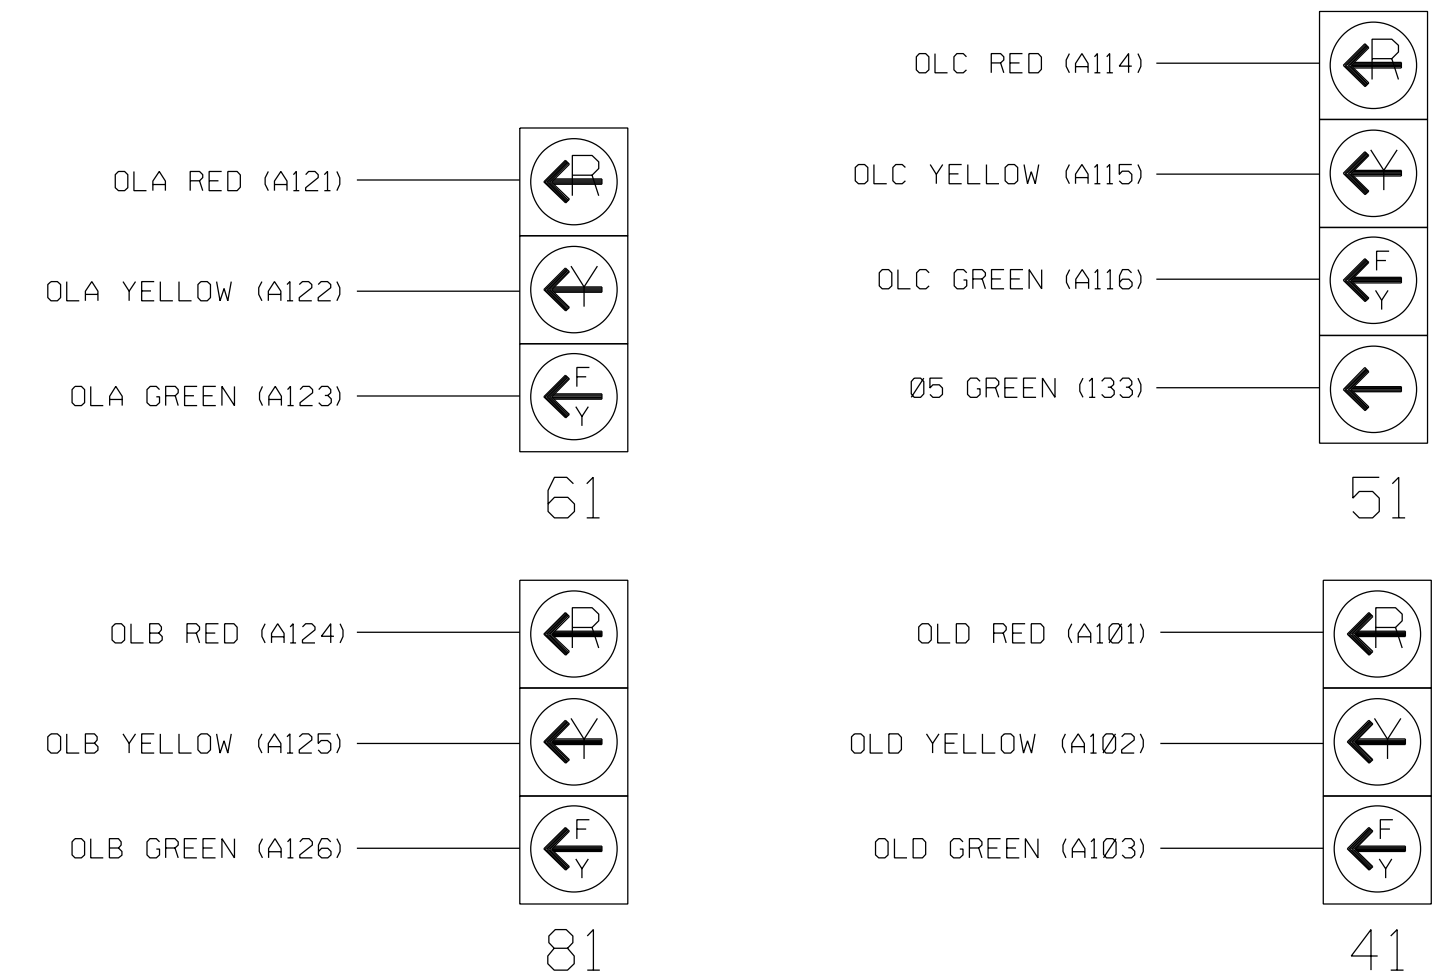 OLA RED (A121)
R
OLA YELLOW (A122)
Y
OLA GREEN (A123)
F
Y
61
OLC RED (A114)
R
OLC YELLOW (A115)
Y
OLC GREEN (A116)
F
Y
Ø5 GREEN (133)
51
OLB RED (A124)
R
OLB YELLOW (A125)
Y
OLB GREEN (A126)
F
Y
81
OLD RED (A1Ø1)
R
OLD YELLOW (A1Ø2)
Y
OLD GREEN (A1Ø3)
F
Y
41